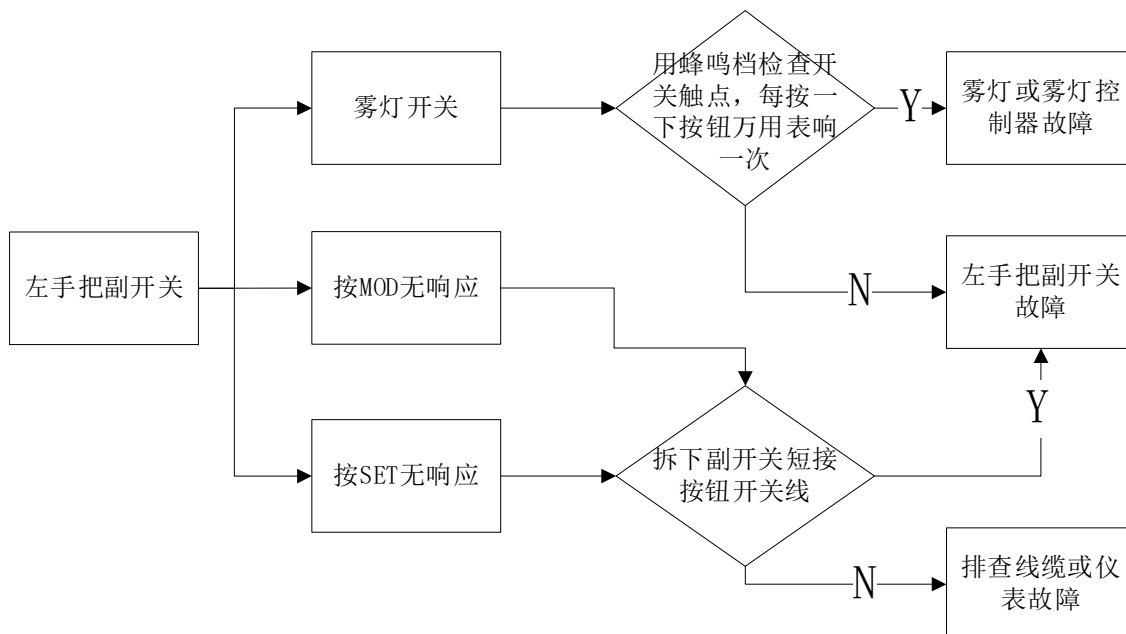 用蜂鸣档检查开
关触点，每按一
下按钮万用表响
一次
雾灯开关
Y
雾灯或雾灯控
制器故障
左手把副开关
按MOD无响应
N
左手把副开关
故障
Y
按SET无响应
拆下副开关短接
按钮开关线
N
排查线缆或仪
表故障